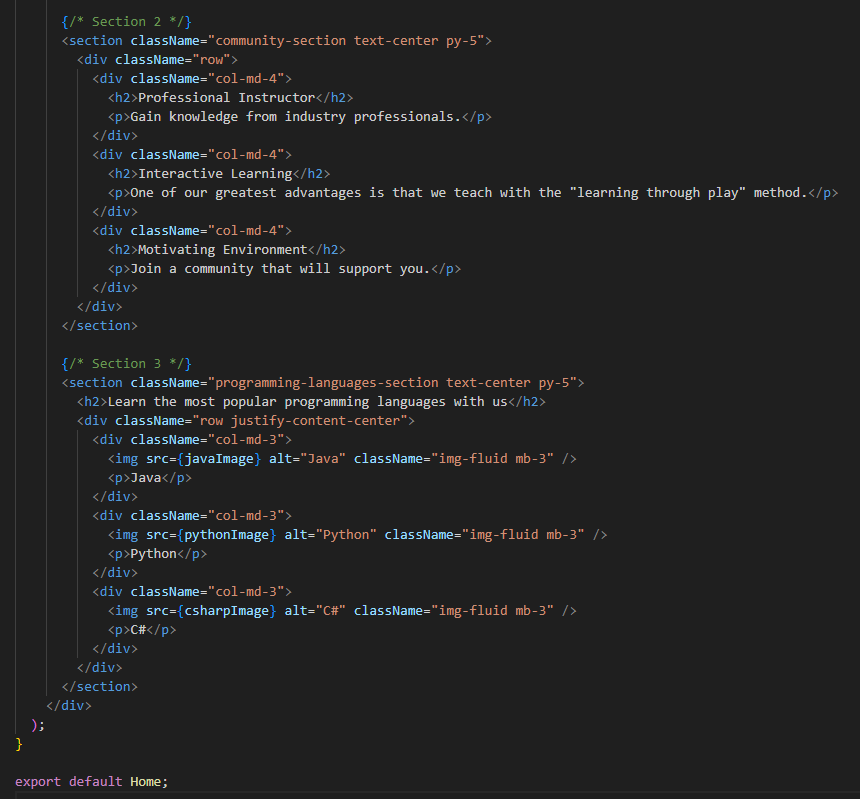 {/* Section 2 */}
<section className="community-section text-center py-5">
<div className="row">
<div className="col-md-4">
<h2>Professional Instructor</h2>
<p>Gain knowledge from industry professionals.</p>
</div>
<div className="col-md-4">
<h2>Interactive Learning</h2>
<p>One of our greatest advantages is that we teach with the "learning through play" method.</p>
</div>
<div className="col-md-4">
<h2>Motivating Environment</h2>
<p>Join a community that will support you.</p>
</div>
</div>
</section>
{/* Section 3 */}
<section className="programming-languages-section text-center py-5">
<h2>Learn the most popular programming languages with us</h2>
<div className="row justify-content-center">
<div className="col-md-3">
<img src={javaImage} alt="Java" className="img-fluid mb-3" />
<p>Java</p>
</div>
<div className="col-md-3">
<img src={pythonImage} alt="Python" className="img-fluid mb-3" />
<p>Python</p>
</div>
<div className="col-md-3">
<img src={csharpImage} alt="C#" className="img-fluid mb-3" />
<p>C#</p>
</div>
</div>
</section>
</div>
);
}
export default Home;